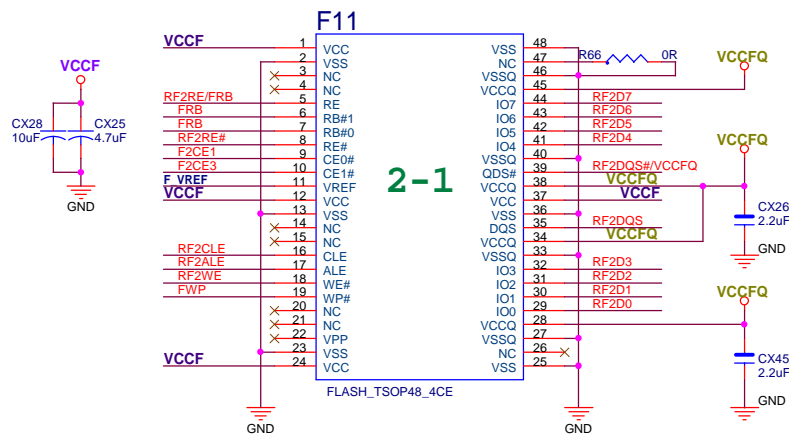 F11
VCCF
CX28
10uF
CX25
4.7uF
GND
2-1
FLASH_TSOP48_4CE
VCCF 1 VCC
2 VSS
3 NC
4 NC
RF2RE/FRB 5 RE
FRB 6 RB#1
FRB 7 RB#0
RF2RE# 8 RE#
F2CE1 9 CE0#
F2CE3 10 CE1#
F_VREF 11 VREF
VCCF 12 VCC
13 VSS
14 NC
15 NC
RF2CLE 16 CLE
RF2ALE 17 ALE
RF2WE 18 WE#
FWP 19 WP#
20 NC
21 NC
22 VPP
23 VSS
VCCF 24 VCC
GND
VSS 48
NC 47 R66 0R
VSSQ 46
VCCQ 45 VCCFQ
IO7 44 RF2D7
IO6 43 RF2D6
IO5 42 RF2D5
IO4 41 RF2D4
VSSQ 40
QDS# 39 RF2DQS#/VCCFQ
VCCQ 38 VCCFQ
VCC 37 VCCF
VSS 36
DQS 35 RF2DQS
VCCQ 34 VCCFQ
VSSQ 33
IO3 32 RF2D3
IO2 31 RF2D2
IO1 30 RF2D1
IO0 29 RF2D0
VCCQ 28
VSSQ 27
NC 26
VSS 25
GND
VCCFQ
CX26
2.2uF
GND
VCCFQ
CX45
2.2uF
GND